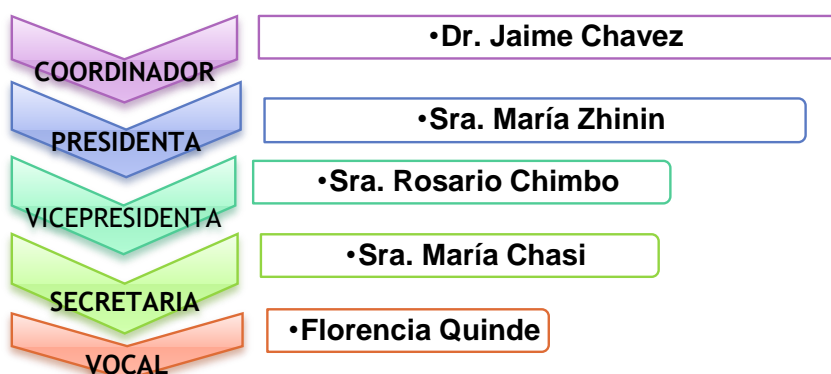 COORDINADOR
•Dr. Jaime Chavez
PRESIDENTA
•Sra. María Zhinin
VICEPRESIDENTA
•Sra. Rosario Chimbo
SECRETARIA
•Sra. María Chasi
VOCAL
•Florencia Quinde